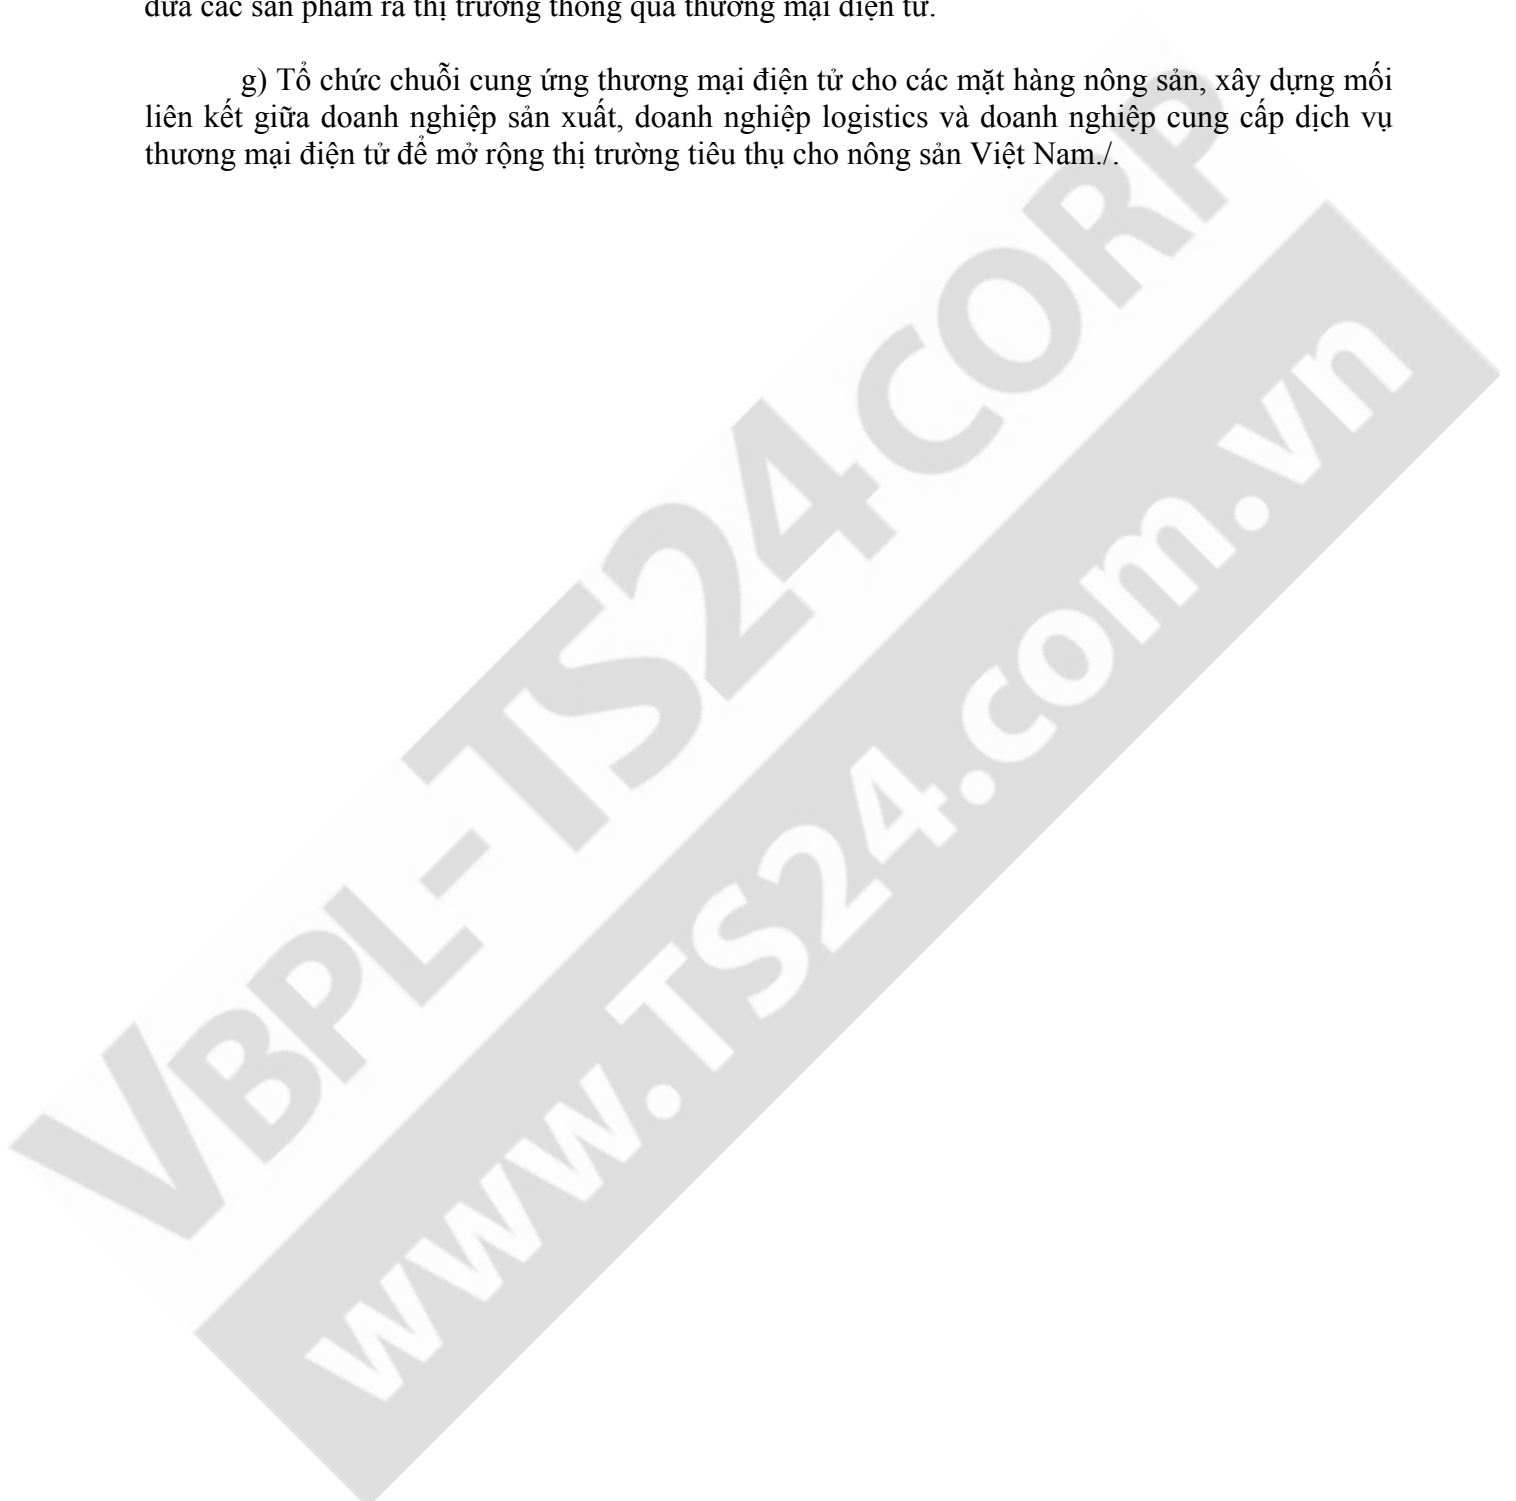 đưa các sản phẩm ra thị trường thông qua thương mại điện tử.
g) Tổ chức chuỗi cung ứng thương mại điện tử cho các mặt hàng nông sản, xây dựng mối
liên kết giữa doanh nghiệp sản xuất, doanh nghiệp logistics và doanh nghiệp cung cấp dịch vụ
thương mại điện tử để mở rộng thị trường tiêu thụ cho nông sản Việt Nam./.
VBPL-TS24CORP
www.TS24.com.vn